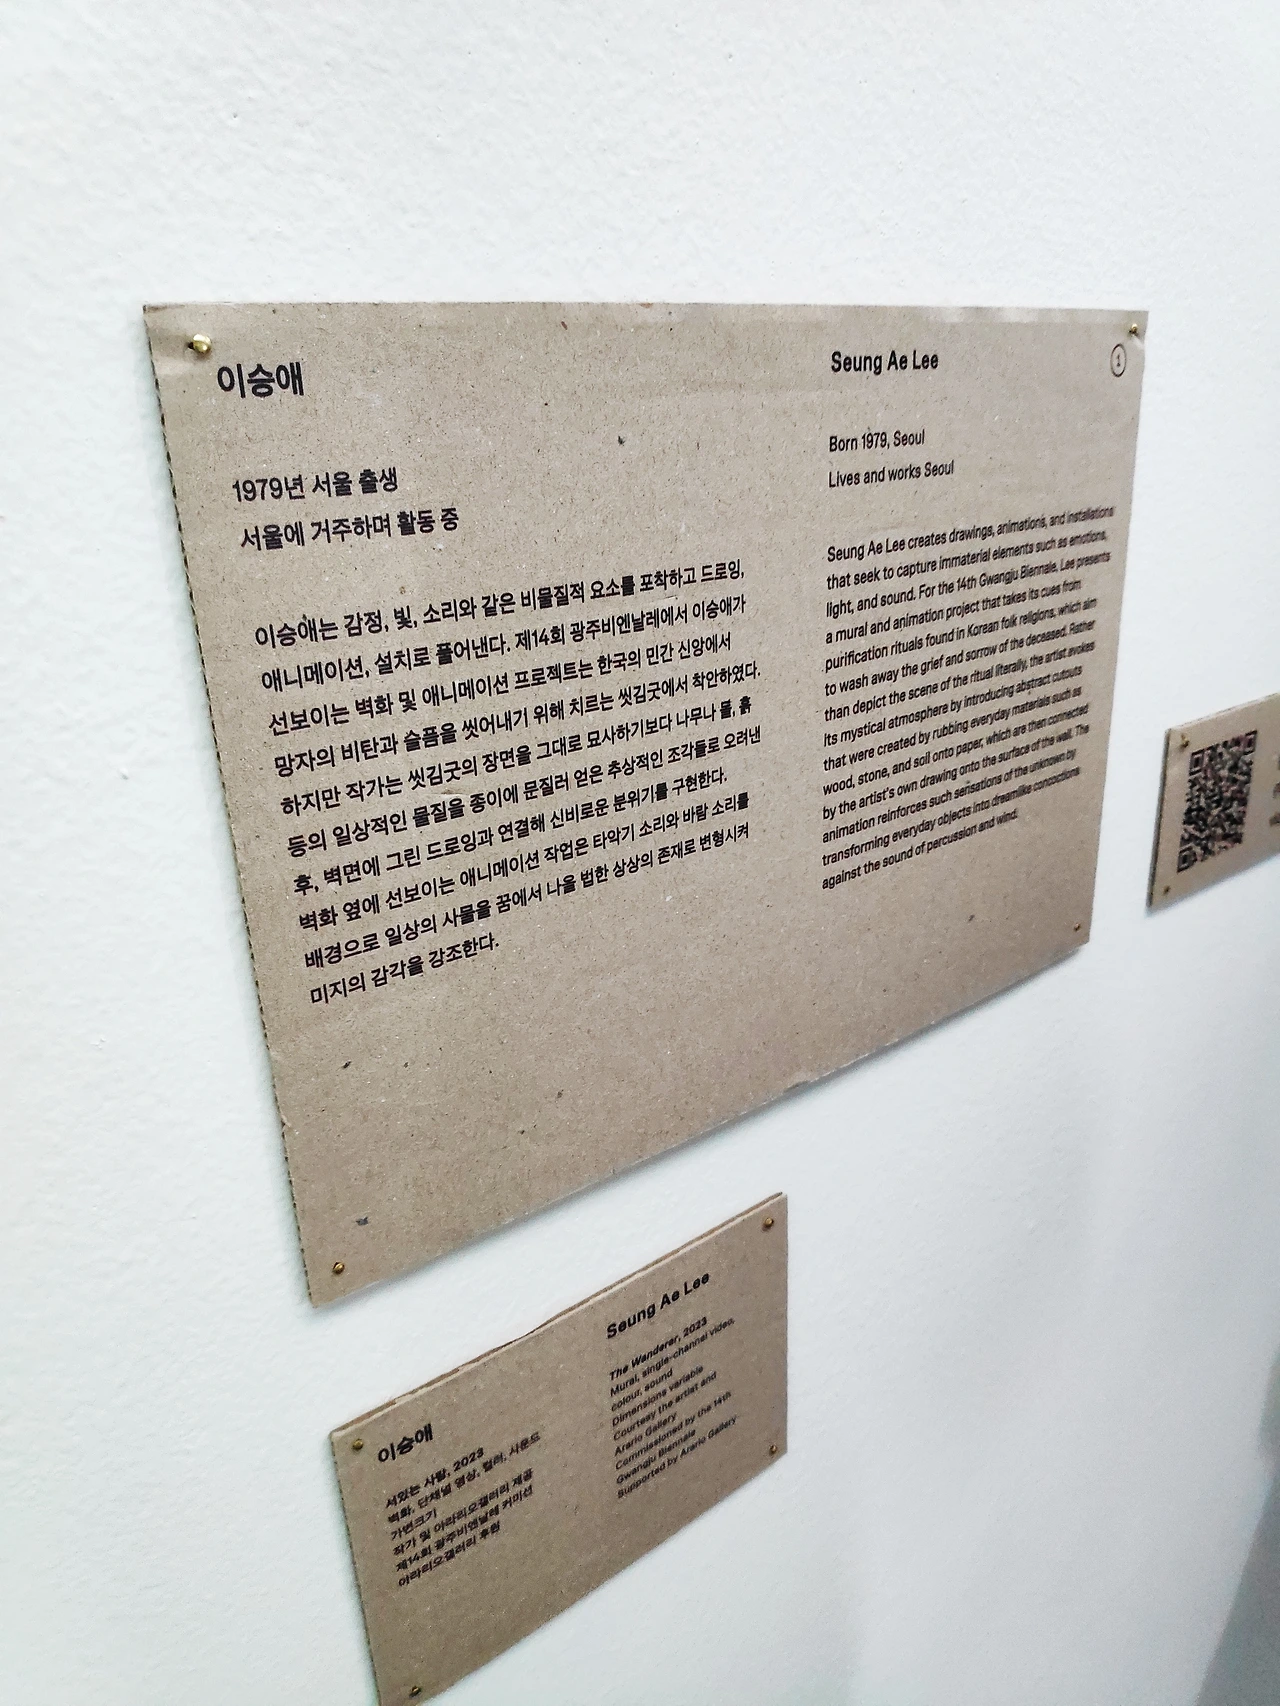 이승애
1979년 서울 출생
서울에 거주하며 활동 중
이승애는 감정, 빛, 소리와 같은 비물질적 요소를 포착하고 드로잉,
애니메이션, 설치로 풀어낸다. 제14회 광주비엔날레에서 이승애가
선보이는 벽화 및 애니메이션 프로젝트는 한국의 민간 신앙에서
망자의 비탄과 슬픔을 씻어내기 위해 치르는 씻김굿에서 착안하였다.
하지만 작가는 씻김굿의 장면을 그대로 묘사하기보다 나무나 돌, 흙
등의 일상적인 물질을 종이에 문질러 얻은 추상적인 조각들로 오려낸
후, 벽면에 그린 드로잉과 연결해 신비로운 분위기를 구현한다.
벽화 옆에 선보이는 애니메이션 작업은 타악기 소리와 바람 소리를
배경으로 일상의 사물을 꿈에서 나올 법한 상상의 존재로 변형시켜
미지의 감각을 강조한다.
Seung Ae Lee
1
Born 1979, Seoul
Lives and works Seoul
Seung Ae Lee creates drawings, animations, and installations
that seek to capture immaterial elements such as emotions,
light, and sound. For the 14th Gwangju Biennale, Lee presents
a mural and animation project that takes its cues from
purification rituals found in Korean folk religions, which aim
to wash away the grief and sorrow of the deceased. Rather
than depict the scene of the ritual literally, the artist evokes
its mystical atmosphere by introducing abstract cutouts
that were created by rubbing everyday materials such as
wood, stone, and soil onto paper, which are then connected
by the artist's own drawing onto the surface of the wall. The
animation reinforces such sensations of the unknown by
transforming everyday objects into dreamlike concoctions
against the sound of percussion and wind.
이승애
서있는 사람, 2023
벽화, 단채널 영상, 컬러, 사운드
가변크기
작가 및 아라리오갤러리 제공
제14회 광주비엔날레 커미션
아라리오갤러리 후원
Seung Ae Lee
The Wanderer, 2023
Mural, single-channel video,
colour, sound
Dimensions variable
Courtesy the artist and
Arario Gallery
Commissioned by the 14th
Gwangju Biennale
Supported by Arario Gallery